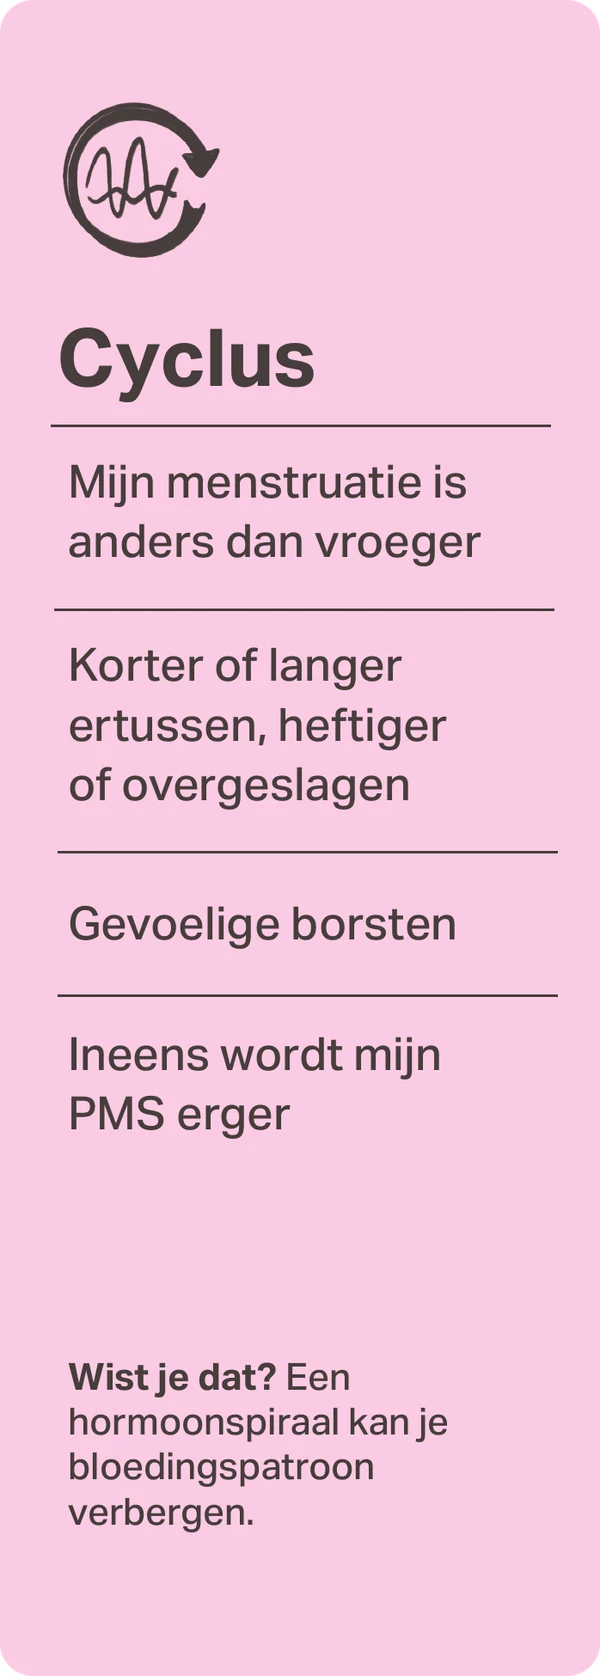 Cyclus
Mijn menstruatie is
anders dan vroeger
Korter of langer
ertussen, heftiger
of overgeslagen
Gevoelige borsten
Ineens wordt mijn
PMS erger
Wist je dat? Een
hormoonspiraal kan je
bloedingspatroon
verbergen.